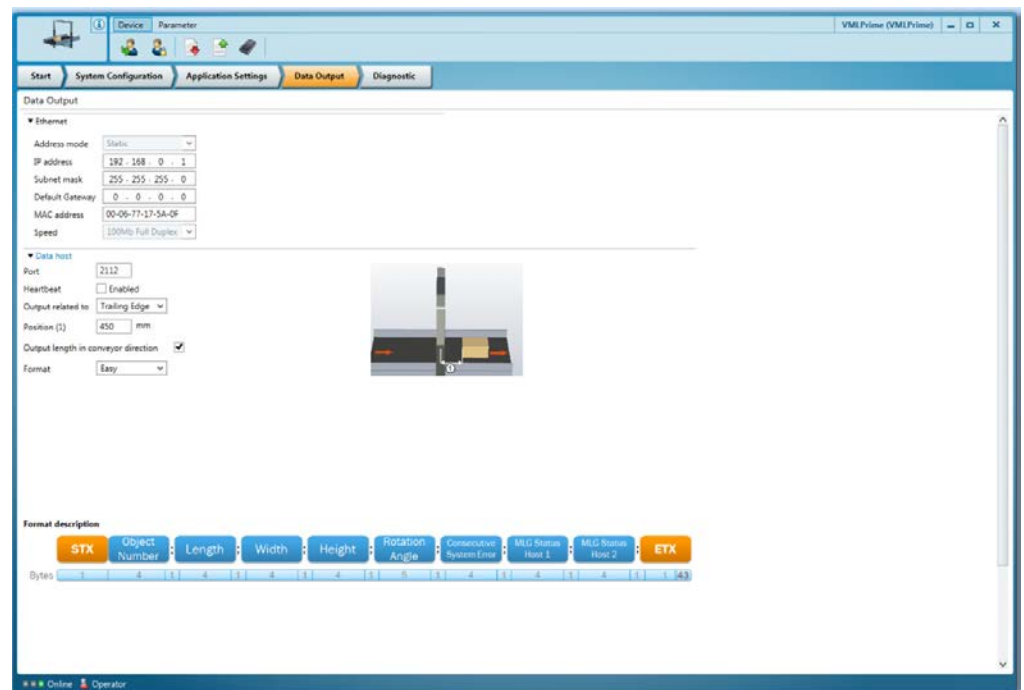 Device Parameter VMLPrime (VMLPrime)
Start System Configuration Application Settings Data Output Diagnostic
Data Output
Ethernet
Address mode Static
IP address 192 . 168 . 0 . 1
Subnet mask 255 . 255 . 255 . 0
Default Gateway 0 . 0 . 0 . 0
MAC address 00-06-77-17-5A-0F
Speed 100Mb Full Duplex
Data host
Port 2112
Heartbeat Enabled
Output related to Trailing Edge
Position (1) 450 mm
Output length in conveyor direction
Format Easy
1
Format description
STX Object Number : Length : Width : Height : Rotation Angle : Consecutive System Error : MLG Status Host 1 : MLG Status Host 2 : ETX
Bytes 1 4 1 4 1 4 1 4 1 5 1 4 1 4 1 4 1 1 43
Online Operator